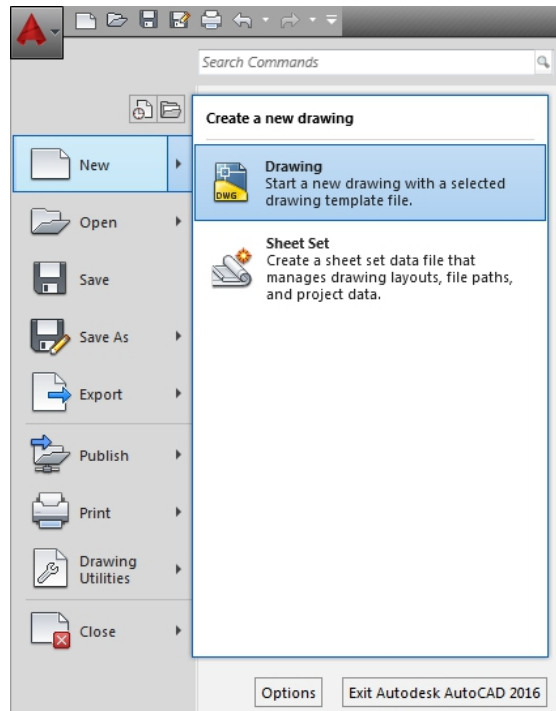 Search Commands
Create a new drawing
New
DWG
Drawing
Start a new drawing with a selected
drawing template file.
Open
Sheet Set
Create a sheet set data file that
manages drawing layouts, file paths,
and project data.
Save
Save As
Export
Publish
Print
Drawing
Utilities
Close
Options
Exit Autodesk AutoCAD 2016